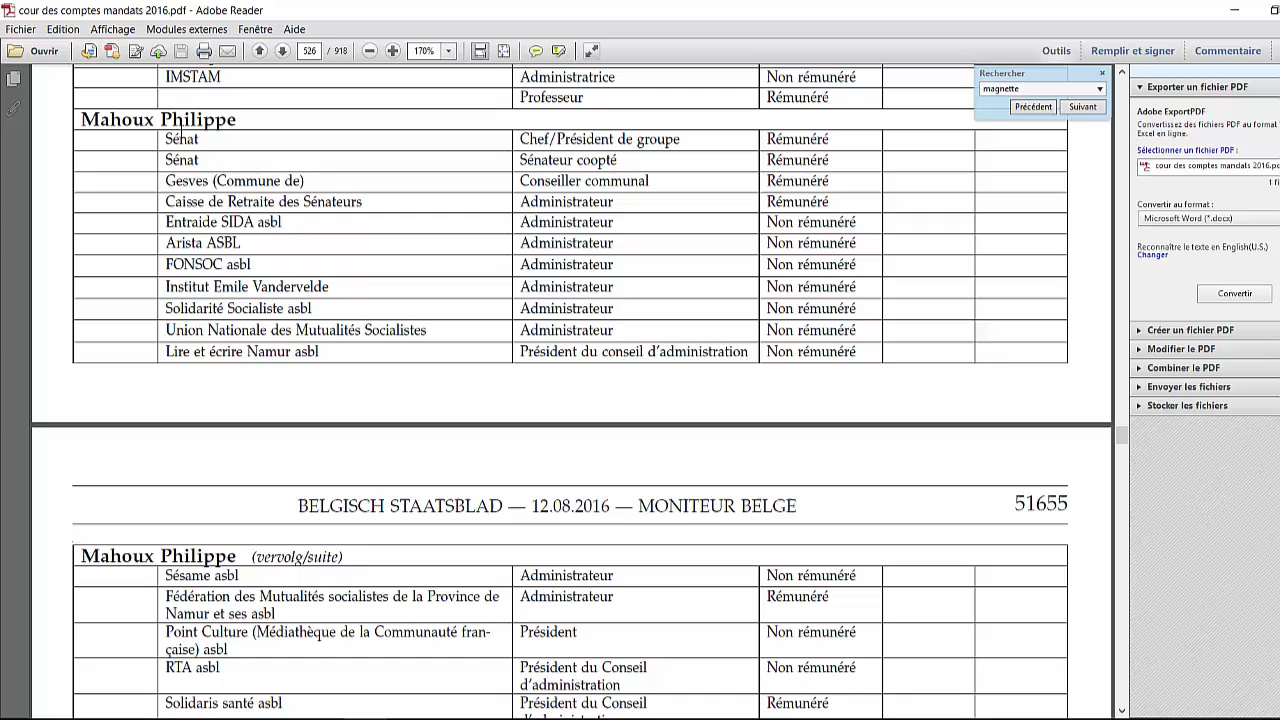 cour des comptes mandats 2016.pdf - Adobe Reader
Fichier Edition Affichage Modules externes Fenêtre Aide
Ouvrir 526 / 918 170% Outils Remplir et signer Commentaire
IMSTAM Administratrice Non rémunéré
Professeur Rémunéré
Mahoux Philippe
Sénat Chef/Président de groupe Rémunéré
Sénat Sénateur coopté Rémunéré
Gesves (Commune de) Conseiller communal Rémunéré
Caisse de Retraite des Sénateurs Administrateur Rémunéré
Entraide SIDA asbl Administrateur Non rémunéré
Arista ASBL Administrateur Non rémunéré
FONSOC asbl Administrateur Non rémunéré
Institut Emile Vandervelde Administrateur Non rémunéré
Solidarité Socialiste asbl Administrateur Non rémunéré
Union Nationale des Mutualités Socialistes Administrateur Non rémunéré
Lire et écrire Namur asbl Président du conseil d'administration Non rémunéré
BELGISCH STAATSBLAD — 12.08.2016 — MONITEUR BELGE 51655
Mahoux Philippe (vervolg/suite)
Sésame asbl Administrateur Non rémunéré
Fédération des Mutualités socialistes de la Province de Administrateur Rémunéré
Namur et ses asbl
Point Culture (Médiathèque de la Communauté fran- Président Non rémunéré
çaise) asbl
RTA asbl Président du Conseil Non rémunéré
d'administration
Solidaris santé asbl Président du Conseil Rémunéré
Rechercher
magnette
Précédent Suivant
Exporter un fichier PDF
Adobe ExportPDF
Convertissez des fichiers PDF au format
Excel en ligne.
Sélectionner un fichier PDF :
cour des comptes mandats 2016.pd
1 fi
Convertir au format :
Microsoft Word (*.docx)
Reconnaître le texte en English(U.S.)
Changer
Convertir
Créer un fichier PDF
Modifier le PDF
Combiner le PDF
Envoyer les fichiers
Stocker les fichiers